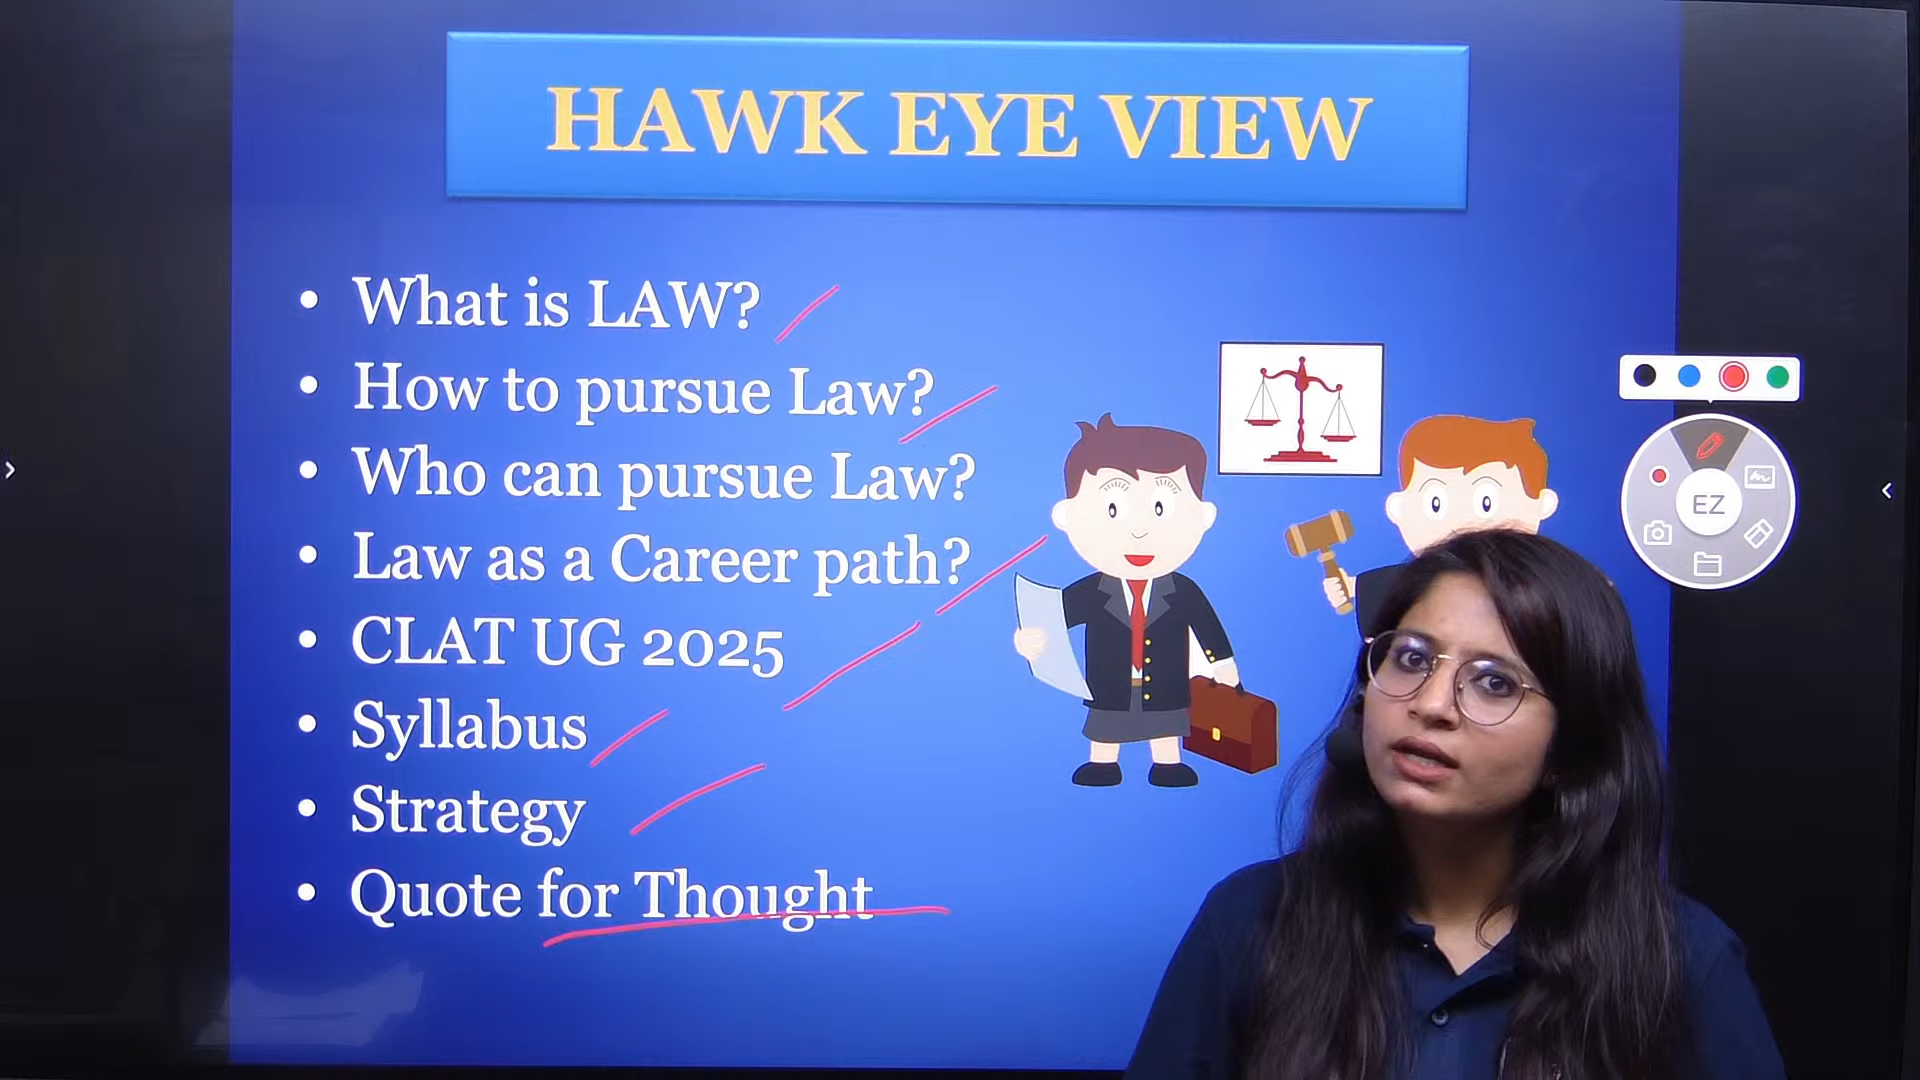 HAWK EYE VIEW
• What is LAW?
• How to pursue Law?
• Who can pursue Law?
• Law as a Career path?
• CLAT UG 2025
• Syllabus
• Strategy
• Quote for Thought
EZ